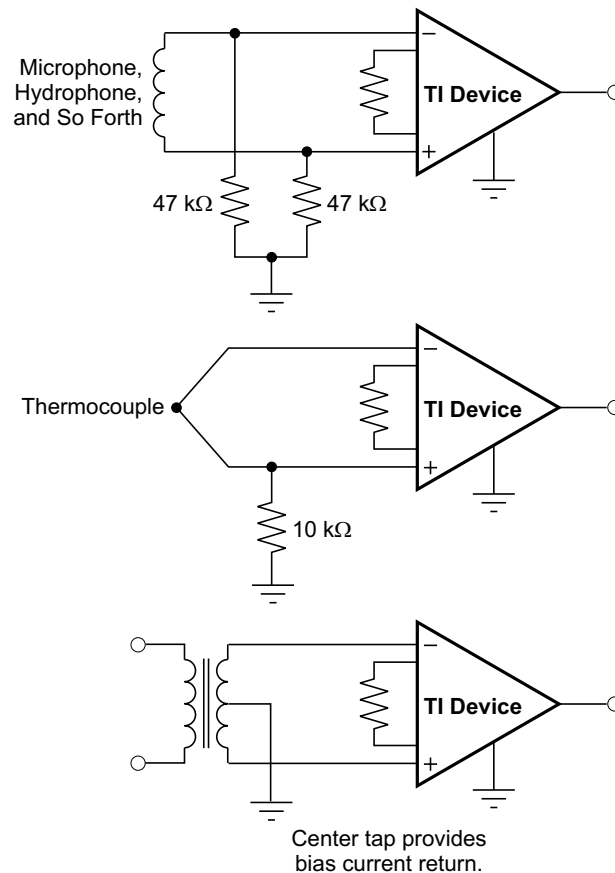 Microphone,
Hydrophone,
and So Forth
−
TI Device
+
47 kΩ
47 kΩ
Thermocouple
−
TI Device
+
10 kΩ
−
TI Device
+
Center tap provides
bias current return.